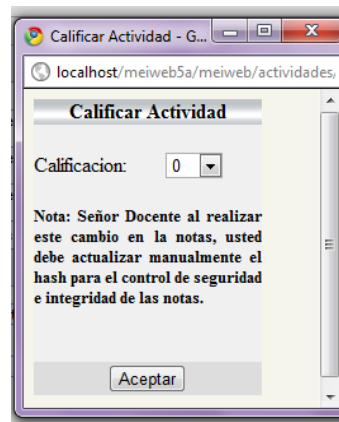 Calificar Actividad - G...
localhost/meiweb5a/meiweb/actividades/
Calificar Actividad
Calificacion: 0
Nota: Señor Docente al realizar
este cambio en la notas, usted
debe actualizar manualmente el
hash para el control de seguridad
e integridad de las notas.
Aceptar